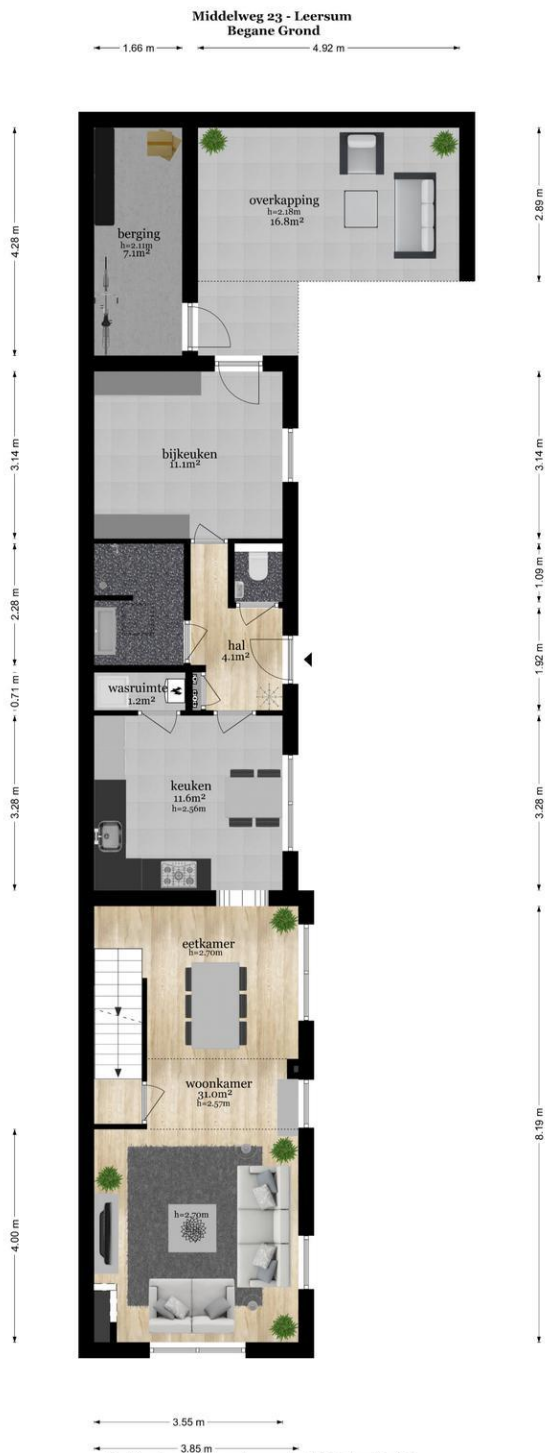 Middelweg 23 - Leersum
Begane Grond
1.66 m
4.92 m
4.28 m
2.89 m
overkapping
h=2.18m
16.8m²
berging
h=2.11m
7.1m²
3.14 m
3.14 m
bijkeuken
11.1m²
2.28 m
1.09 m
hal
4.1m²
1.92 m
0.71 m
wasruimte
1.2m²
3.28 m
3.28 m
keuken
11.6m²
h=2.56m
eetkamer
h=2.70m
woonkamer
31.0m²
h=2.57m
8.19 m
4.00 m
h=2.70m
3.55 m
3.85 m